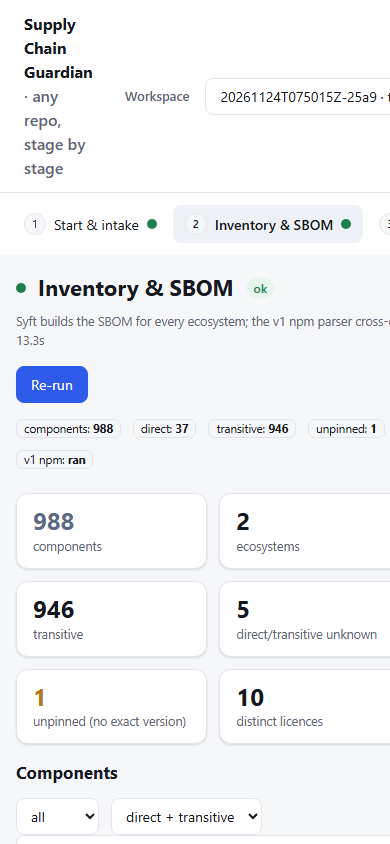 Supply
Chain
Guardian
· any
repo,
stage by
stage
Workspace
20261124T075015Z-25a9 ·
1 Start & intake
2 Inventory & SBOM
Inventory & SBOM ok
Syft builds the SBOM for every ecosystem; the v1 npm parser
13.3s
Re-run
components: 988
direct: 37
transitive: 946
unpinned: 1
v1 npm: ran
988
components
2
ecosystems
946
transitive
5
direct/transitive unknown
1
unpinned (no exact version)
10
distinct licences
Components
all
direct + transitive